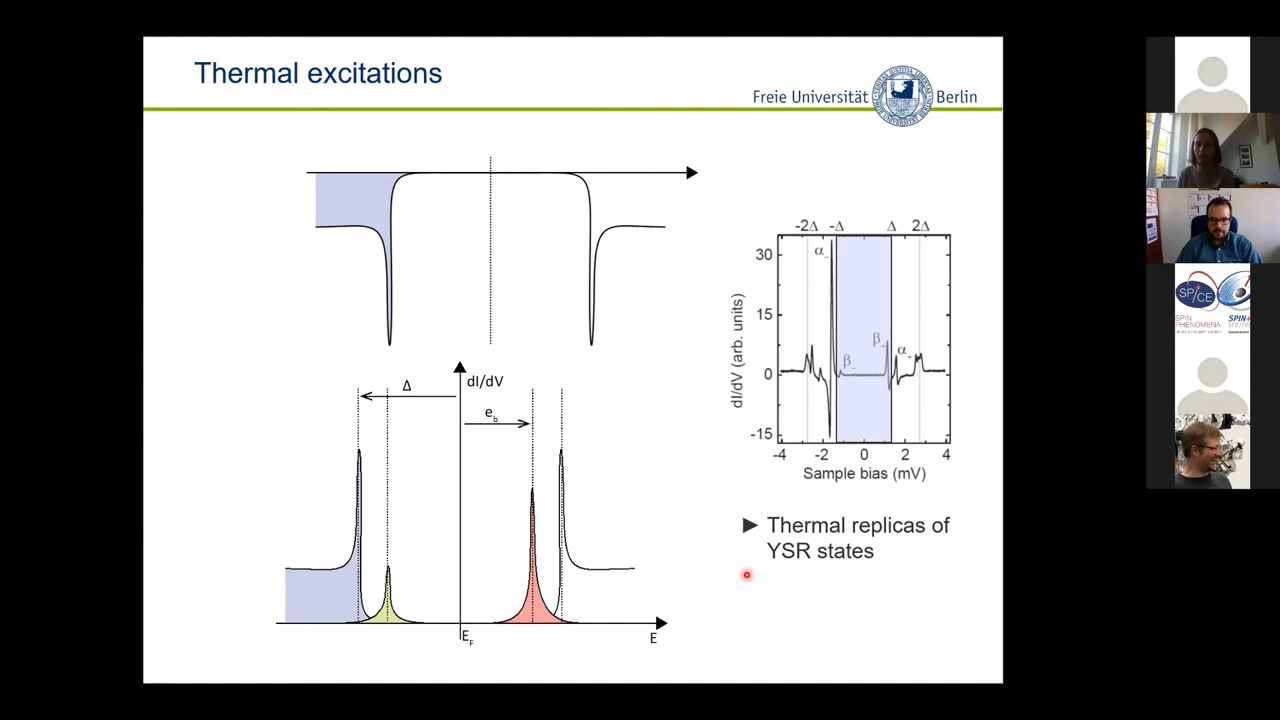 Thermal excitations
Freie Universität Berlin
dI/dV
Δ
e_b
E_F
E
-2Δ -Δ Δ 2Δ
30
15
0
-15
dI/dV (arb. units)
α_-
β_-
β_+
α_+
-4 -2 0 2 4
Sample bias (mV)
► Thermal replicas of
YSR states
SPICE
SPIN
PHENOMENA
SPIN+